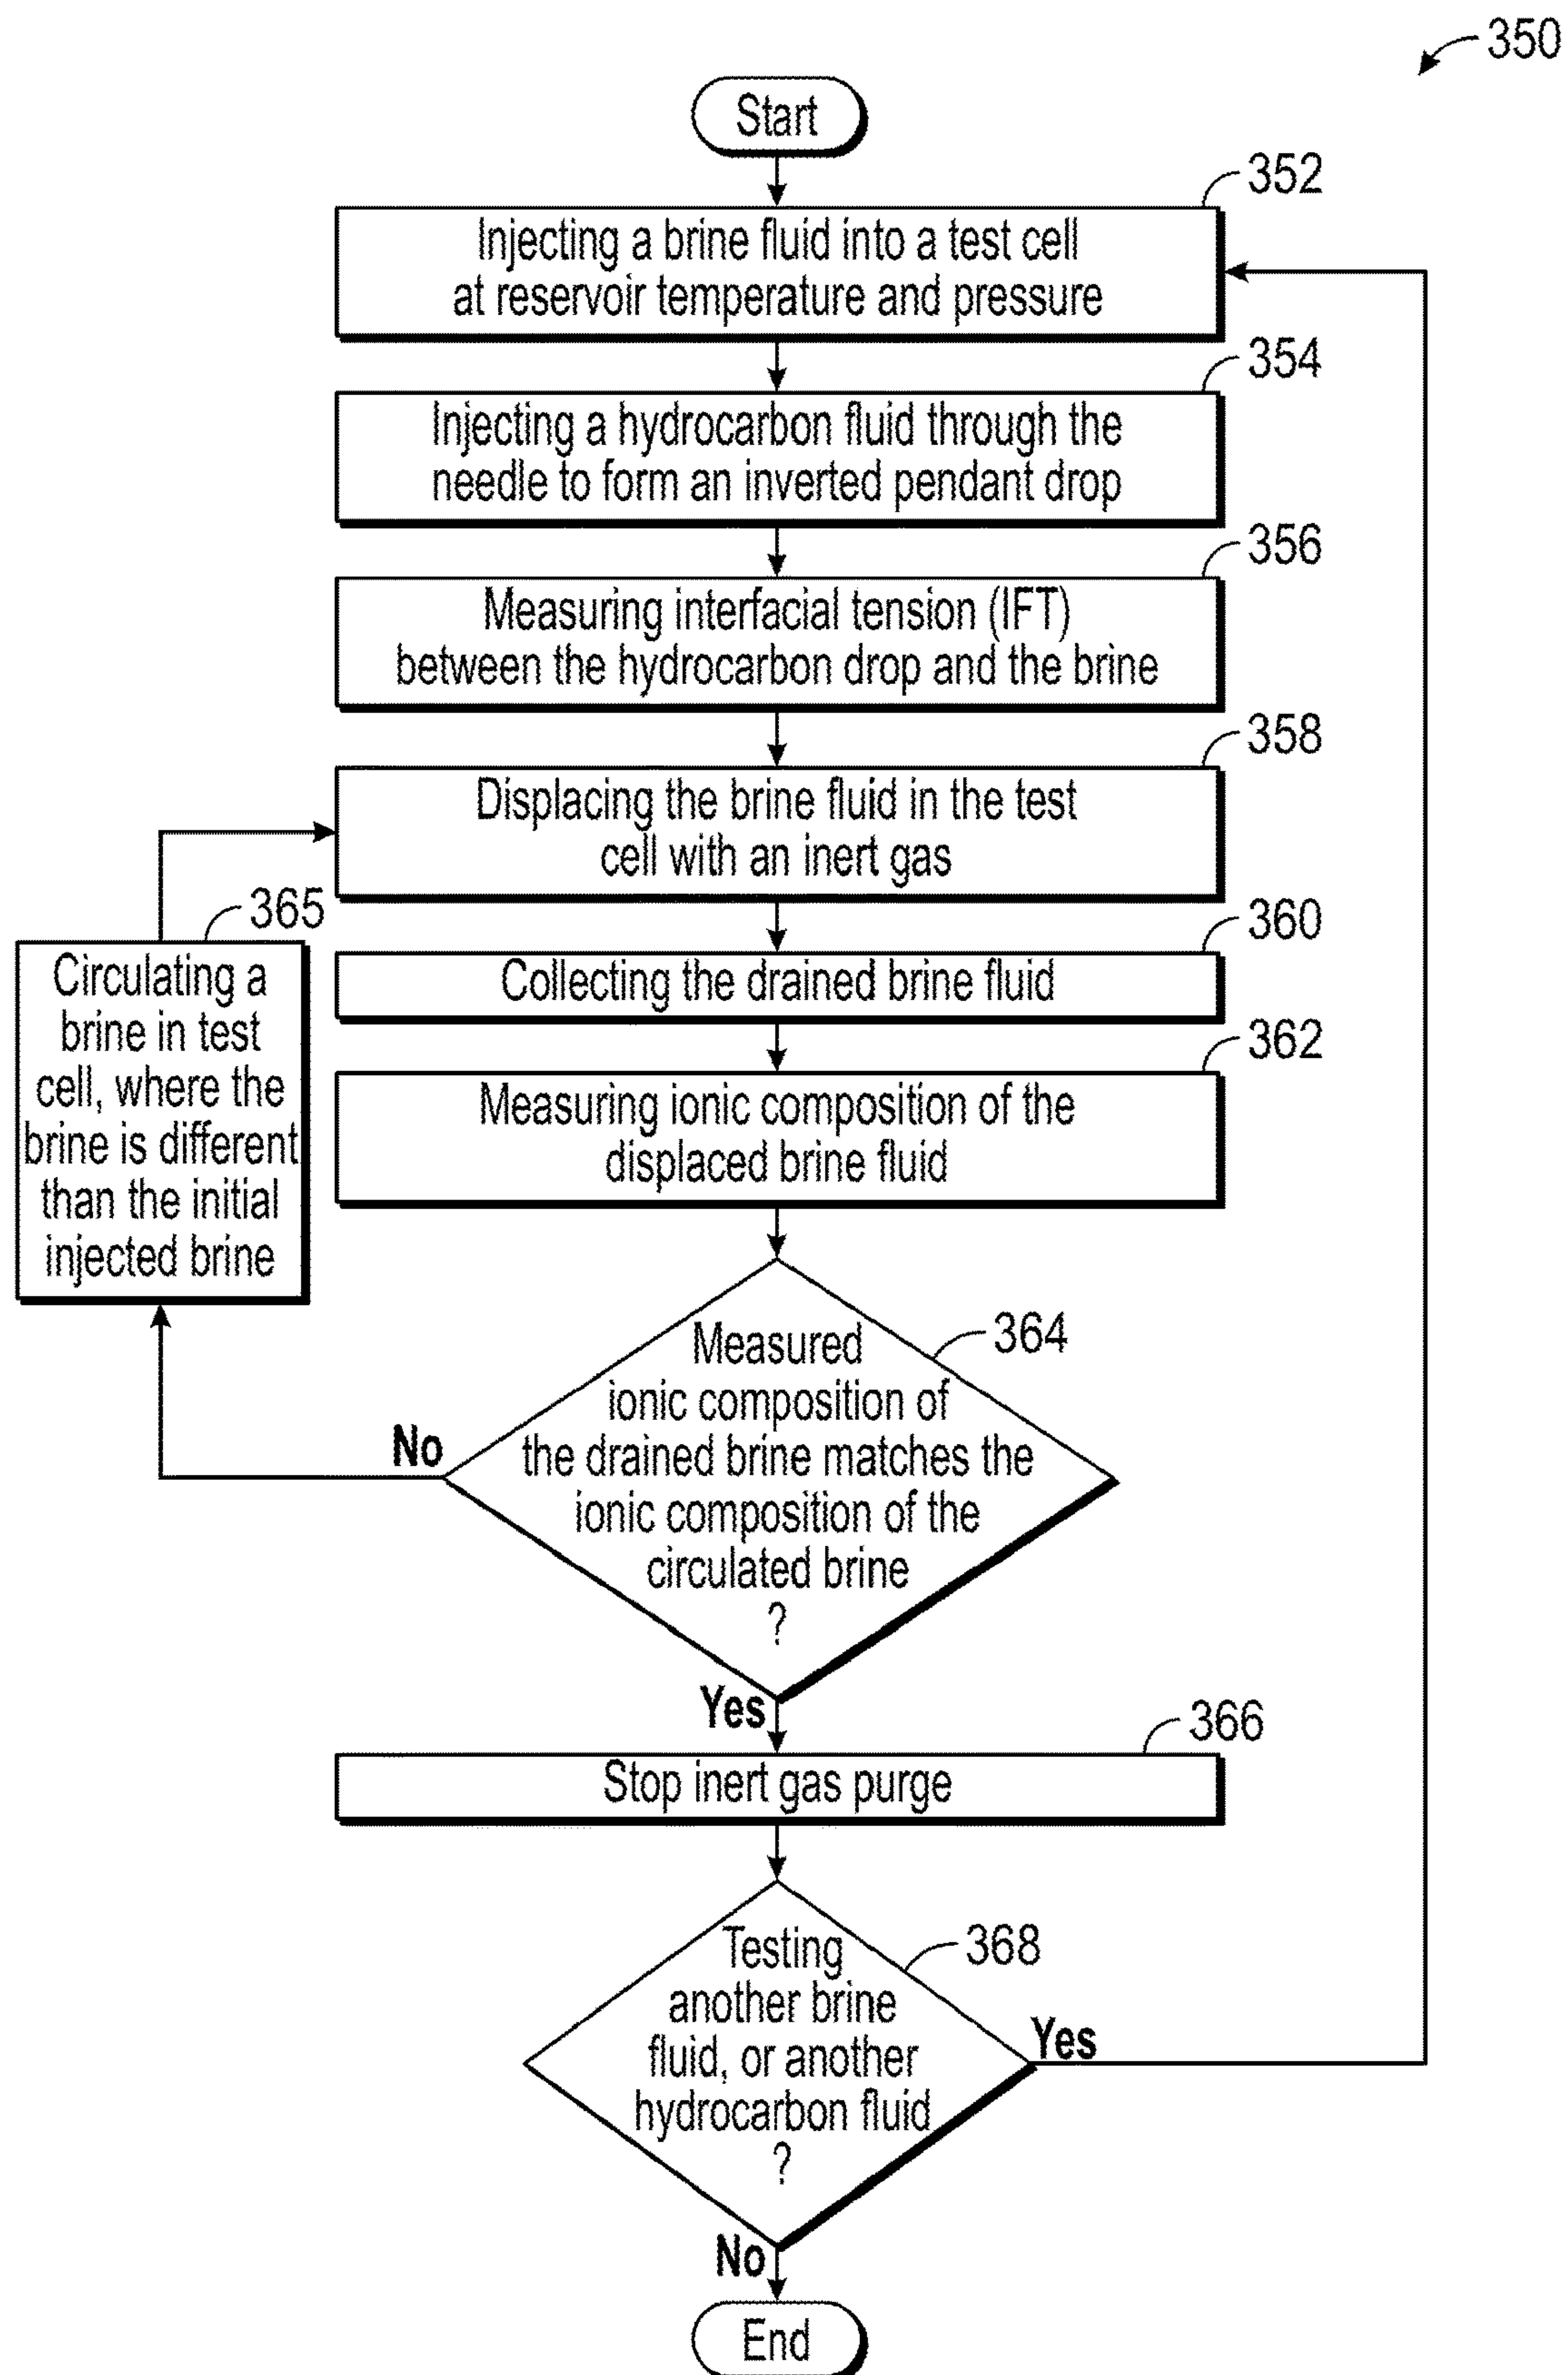 350
Start
352
Injecting a brine fluid into a test cell
at reservoir temperature and pressure
354
Injecting a hydrocarbon fluid through the
needle to form an inverted pendant drop
356
Measuring interfacial tension (IFT)
between the hydrocarbon drop and the brine
358
Displacing the brine fluid in the test
cell with an inert gas
360
Collecting the drained brine fluid
362
Measuring ionic composition of the
displaced brine fluid
365
Circulating a
brine in test
cell, where the
brine is different
than the initial
injected brine
364
Measured
ionic composition of
the drained brine matches the
ionic composition of the
circulated brine
?
No
Yes
366
Stop inert gas purge
368
Testing
another brine
fluid, or another
hydrocarbon fluid
?
Yes
No
End